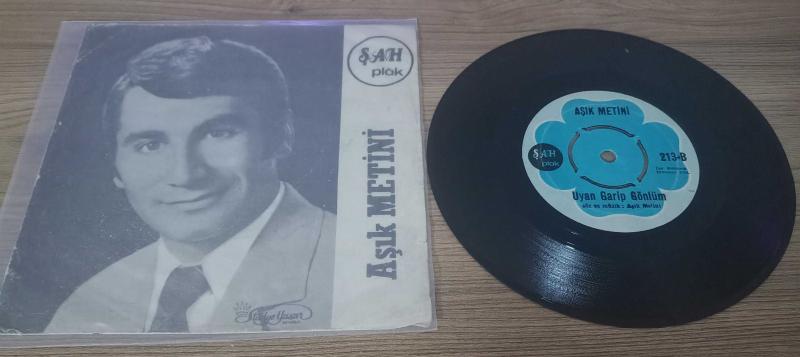 ŞAH
plak
Aşık METİNİ
AŞIK METİNİ
ŞAH
plak
213-B
Uyan Garip Gönlüm
söz ve müzik : Aşık Metini